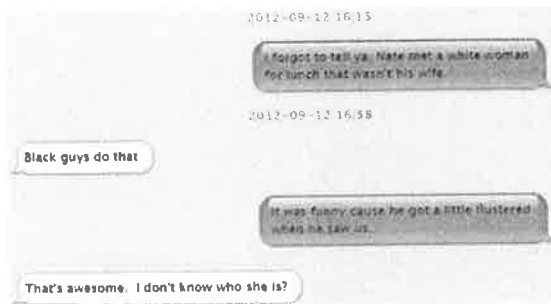 2012-09-12 16:15
I forgot to tell ya. Nate met a white woman
for lunch that wasn't his wife.
2012-09-12 16:58
Black guys do that
It was funny cause he got a little flustered
when he saw us.
That's awesome. I don't know who she is?